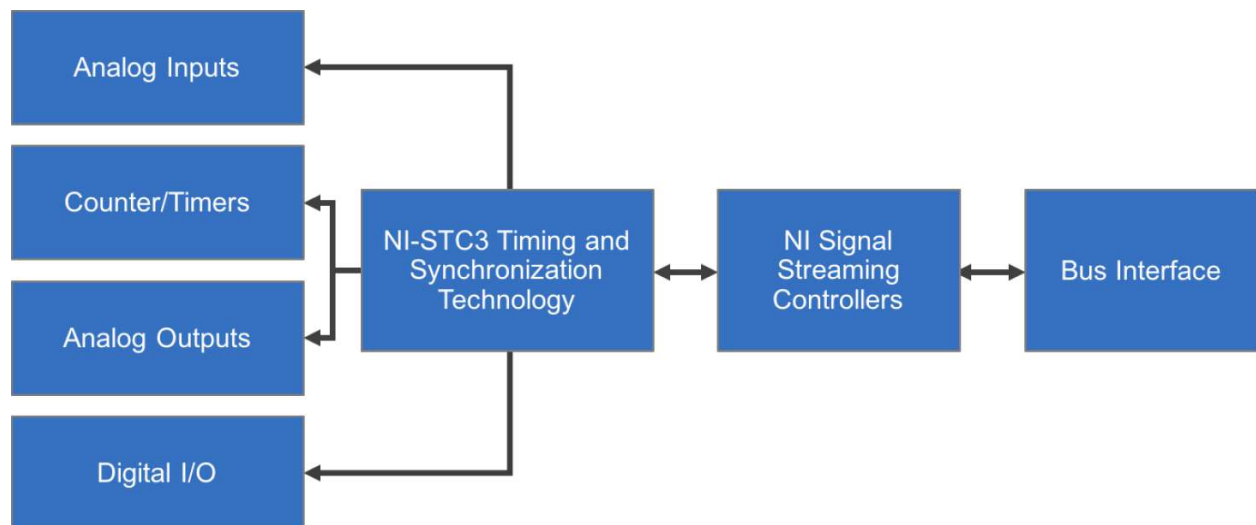 Analog Inputs
Counter/Timers
Analog Outputs
Digital I/O
NI-STC3 Timing and
Synchronization
Technology
NI Signal
Streaming
Controllers
Bus Interface